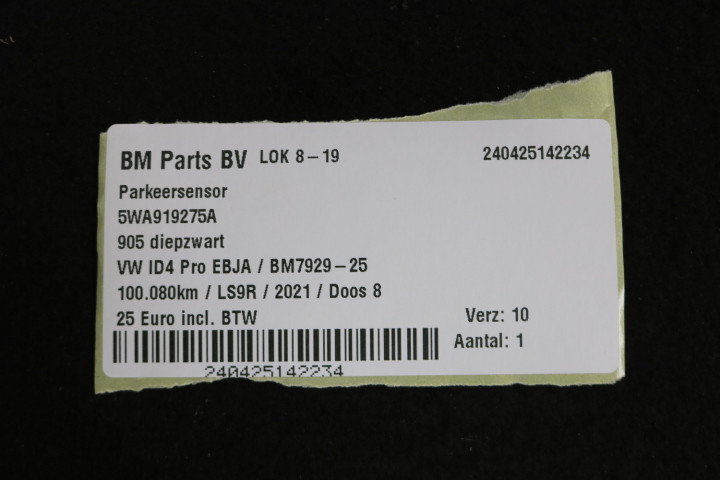 BM Parts BV LOK 8-19 240425142234
Parkeersensor
5WA919275A
905 diepzwart
VW ID4 Pro EBJA / BM7929-25
100.080km / LS9R / 2021 / Doos 8
25 Euro incl. BTW Verz: 10
Aantal: 1
240425142234